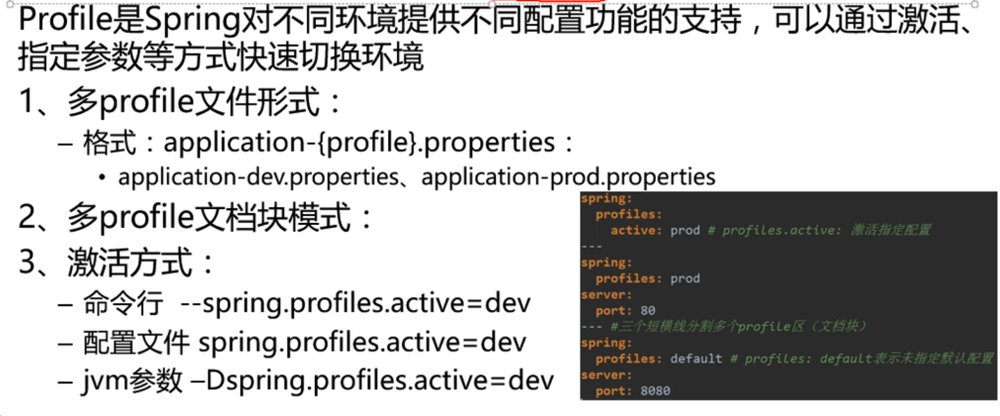 Profile是Spring对不同环境提供不同配置功能的支持，可以通过激活、
指定参数等方式快速切换环境
1、多profile文件形式：
– 格式：application-{profile}.properties：
• application-dev.properties、application-prod.properties
2、多profile文档块模式：
3、激活方式：
– 命令行 --spring.profiles.active=dev
– 配置文件 spring.profiles.active=dev
– jvm参数 –Dspring.profiles.active=dev
spring:
profiles:
active: prod # profiles.active: 激活指定配置
---
spring:
profiles: prod
server:
port: 80
--- #三个短横线分割多个profile区（文档块）
spring:
profiles: default # profiles: default表示未指定默认配置
server:
port: 8080